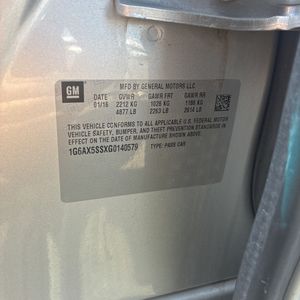 GM
MFD BY GENERAL MOTORS LLC
DATE GVWR GAWR FRT GAWR RR
01/16 2212 KG 1026 KG 1186 KG
4877 LB 2263 LB 2614 LB
THIS VEHICLE CONFORMS TO ALL APPLICABLE U.S. FEDERAL MOTOR
VEHICLE SAFETY, BUMPER, AND THEFT PREVENTION STANDARDS IN
EFFECT ON THE DATE OF MANUFACTURE SHOWN ABOVE.
1G6AX5SSXG0140579 TYPE: PASS CAR